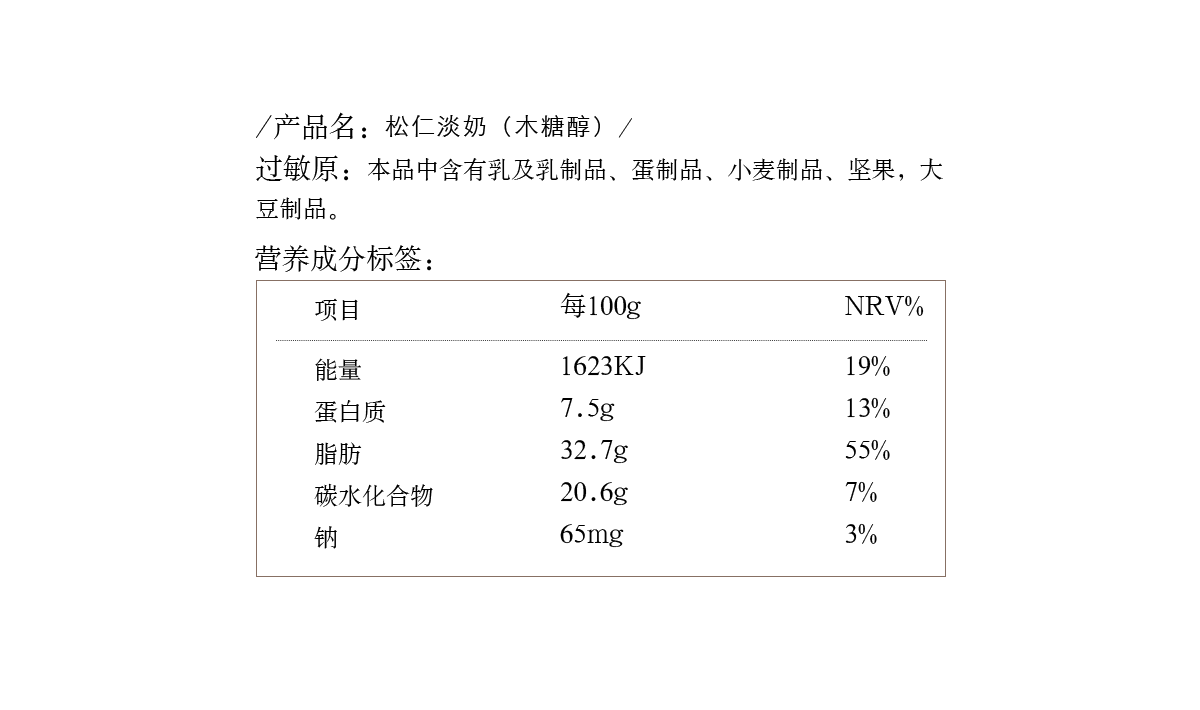 /产品名：松仁淡奶（木糖醇）/
过敏原：本品中含有乳及乳制品、蛋制品、小麦制品、坚果，大
豆制品。
营养成分标签：
项目 每100g NRV%
能量 1623KJ 19%
蛋白质 7.5g 13%
脂肪 32.7g 55%
碳水化合物 20.6g 7%
钠 65mg 3%